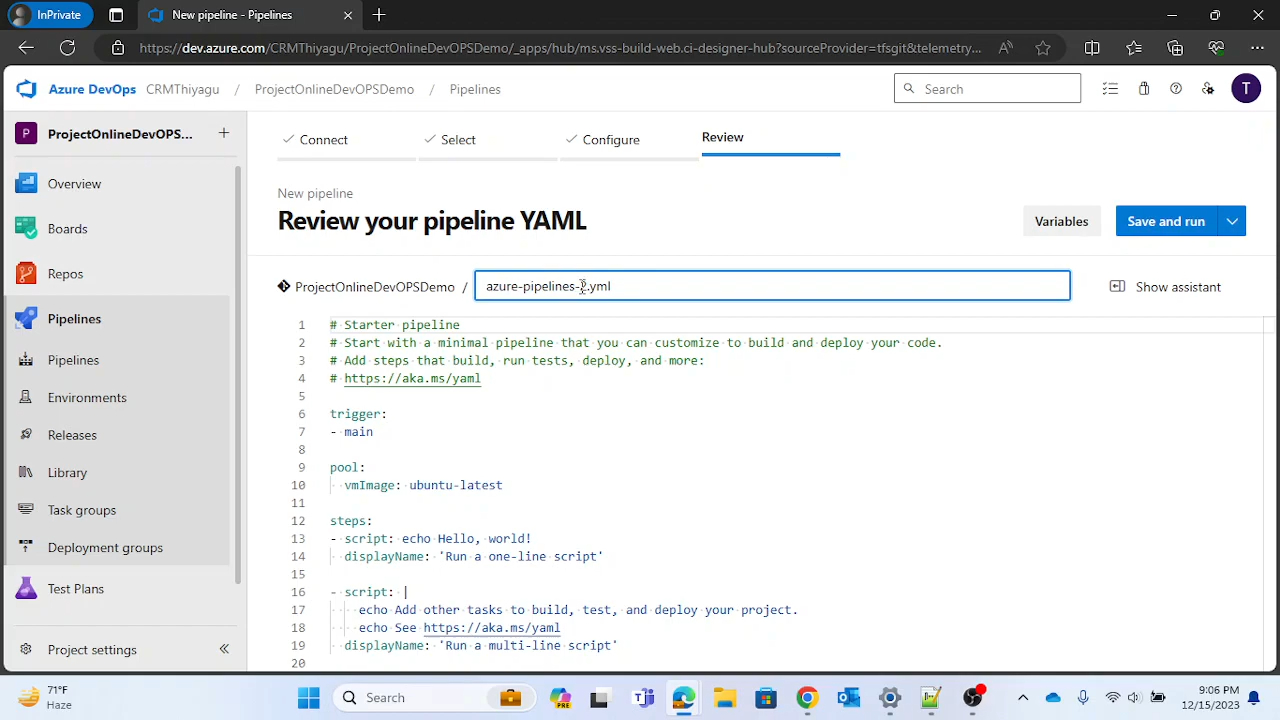 InPrivate
New pipeline - Pipelines
https://dev.azure.com/CRMThiyagu/ProjectOnlineDevOPSDemo/_apps/hub/ms.vss-build-web.ci-designer-hub?sourceProvider=tfsgit&telemetry...
Azure DevOps CRMThiyagu / ProjectOnlineDevOPSDemo / Pipelines
Search
T
P ProjectOnlineDevOPS... +
Overview
Boards
Repos
Pipelines
Pipelines
Environments
Releases
Library
Task groups
Deployment groups
Test Plans
Project settings
Connect
Select
Configure
Review
New pipeline
Review your pipeline YAML
Variables
Save and run
ProjectOnlineDevOPSDemo /
Show assistant
1 # Starter pipeline
2 # Start with a minimal pipeline that you can customize to build and deploy your code.
3 # Add steps that build, run tests, deploy, and more:
4 # https://aka.ms/yaml
5
6 trigger:
7 - main
8
9 pool:
10 vmImage: ubuntu-latest
11
12 steps:
13 - script: echo Hello, world!
14 displayName: 'Run a one-line script'
15
16 - script: |
17 echo Add other tasks to build, test, and deploy your project.
18 echo See https://aka.ms/yaml
19 displayName: 'Run a multi-line script'
20
71°F
Haze
Search
PRE
9:06 PM
12/15/2023